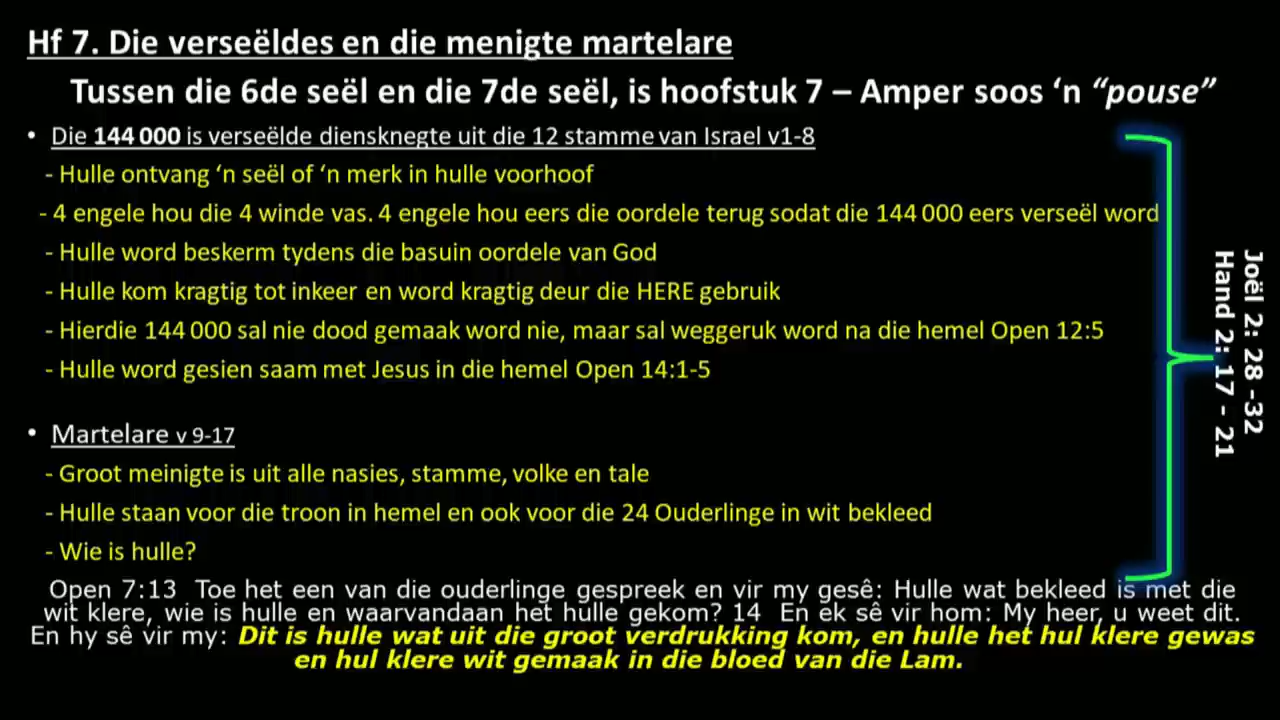 Hf 7. Die verseëldes en die menigte martelare
Tussen die 6de seël en die 7de seël, is hoofstuk 7 – Amper soos ‘n “pouse”
• Die 144 000 is verseëlde diensknegte uit die 12 stamme van Israel v1-8
- Hulle ontvang ‘n seël of ‘n merk in hulle voorhoof
- 4 engele hou die 4 winde vas. 4 engele hou eers die oordele terug sodat die 144 000 eers verseël word
- Hulle word beskerm tydens die basuin oordele van God
- Hulle kom kragtig tot inkeer en word kragtig deur die HERE gebruik
- Hierdie 144 000 sal nie dood gemaak word nie, maar sal weggeruk word na die hemel Open 12:5
- Hulle word gesien saam met Jesus in die hemel Open 14:1-5
• Martelare v 9-17
- Groot meinigte is uit alle nasies, stamme, volke en tale
- Hulle staan voor die troon in hemel en ook voor die 24 Ouderlinge in wit bekleed
- Wie is hulle?
Open 7:13 Toe het een van die ouderlinge gespreek en vir my gesê: Hulle wat bekleed is met die
wit klere, wie is hulle en waarvandaan het hulle gekom? 14 En ek sê vir hom: My heer, u weet dit.
En hy sê vir my: Dit is hulle wat uit die groot verdrukking kom, en hulle het hul klere gewas
en hul klere wit gemaak in die bloed van die Lam.
Joël 2: 28 -32
Hand 2: 17 - 21